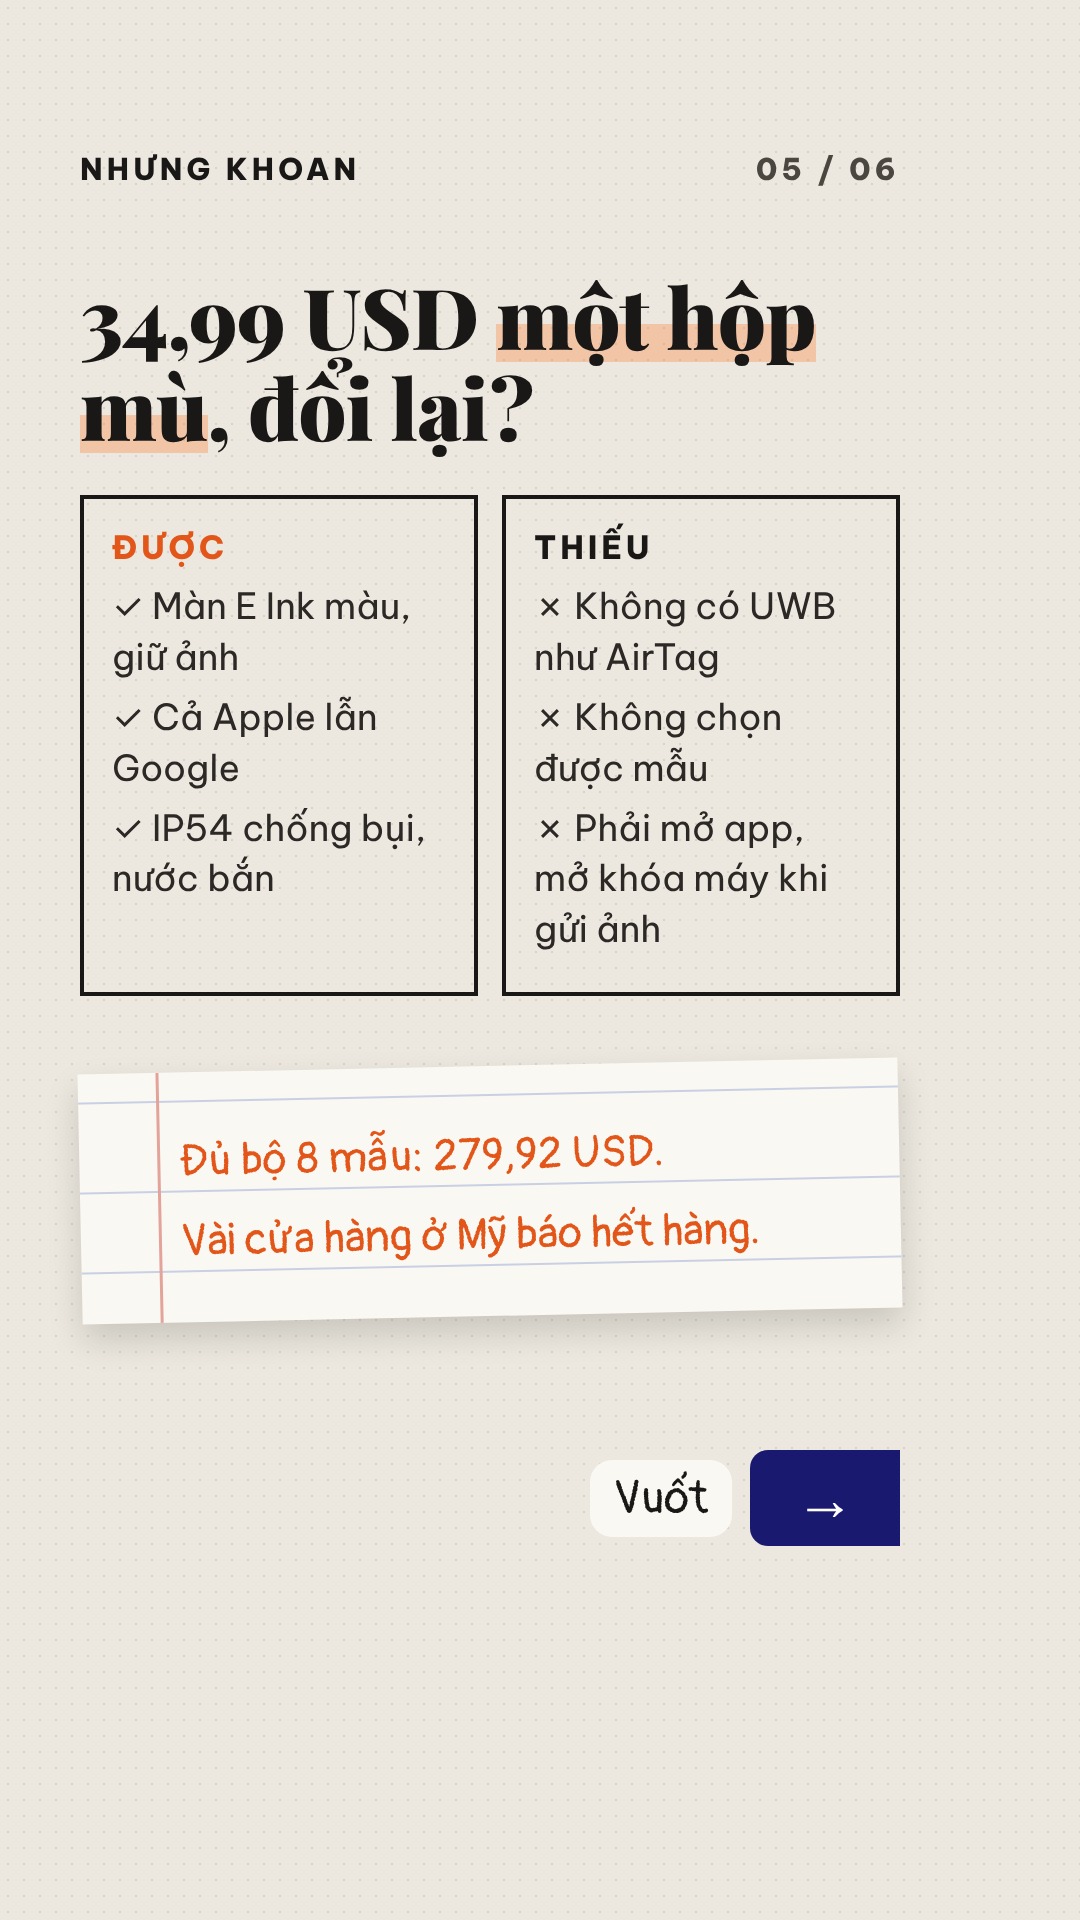 NHƯNG KHOAN
05 / 06
34,99 USD một hộp
mù, đổi lại?
ĐƯỢC
✓ Màn E Ink màu,
giữ ảnh
✓ Cả Apple lẫn
Google
✓ IP54 chống bụi,
nước bắn
THIẾU
× Không có UWB
như AirTag
× Không chọn
được mẫu
× Phải mở app,
mở khóa máy khi
gửi ảnh
Đủ bộ 8 mẫu: 279,92 USD.
Vài cửa hàng ở Mỹ báo hết hàng.
Vuốt →